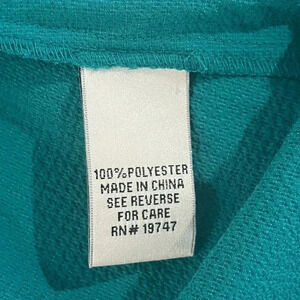 100%POLYESTER
MADE IN CHINA
SEE REVERSE
FOR CARE
RN# 19747